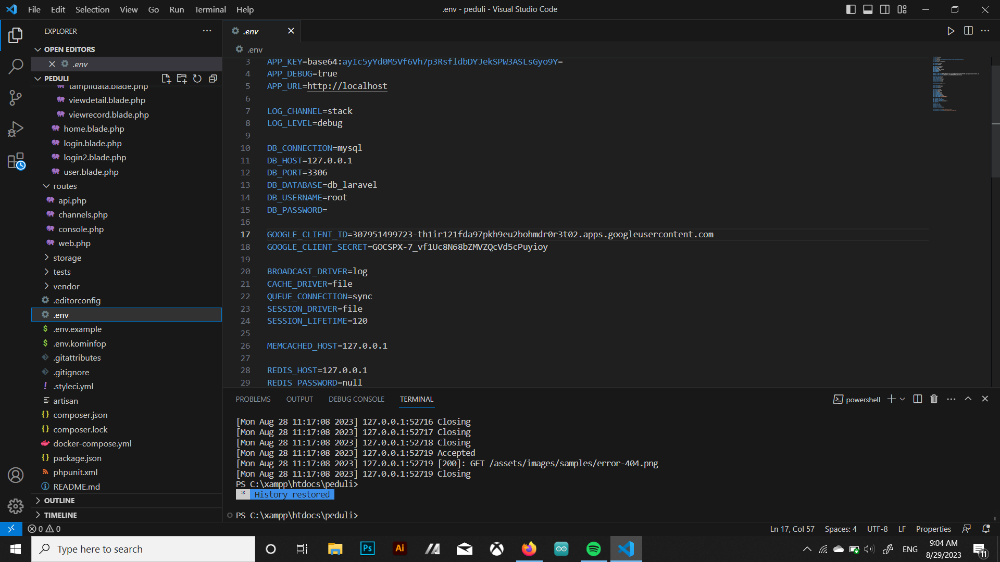 File Edit Selection View Go Run Terminal Help
.env - peduli - Visual Studio Code
EXPLORER
OPEN EDITORS
.env
PEDULI
tampildata.blade.php
viewdetail.blade.php
viewrecord.blade.php
home.blade.php
login.blade.php
login2.blade.php
user.blade.php
routes
api.php
channels.php
console.php
web.php
storage
tests
vendor
.editorconfig
.env
.env.example
.env.kominfop
.gitattributes
.gitignore
.styleci.yml
artisan
composer.json
composer.lock
docker-compose.yml
package.json
phpunit.xml
README.md
OUTLINE
TIMELINE
.env
.env
3 APP_KEY=base64:ayIc5yYd0M5Vf6Vh7p3RsfldbDYJekSPW3ASLsGyo9Y=
4 APP_DEBUG=true
5 APP_URL=http://localhost
6
7 LOG_CHANNEL=stack
8 LOG_LEVEL=debug
9
10 DB_CONNECTION=mysql
11 DB_HOST=127.0.0.1
12 DB_PORT=3306
13 DB_DATABASE=db_laravel
14 DB_USERNAME=root
15 DB_PASSWORD=
16
17 GOOGLE_CLIENT_ID=307951499723-th1ir121fda97pkh9eu2bohmdr0r3t02.apps.googleusercontent.com
18 GOOGLE_CLIENT_SECRET=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
19
20 BROADCAST_DRIVER=log
21 CACHE_DRIVER=file
22 QUEUE_CONNECTION=sync
23 SESSION_DRIVER=file
24 SESSION_LIFETIME=120
25
26 MEMCACHED_HOST=127.0.0.1
27
28 REDIS_HOST=127.0.0.1
29 REDIS_PASSWORD=null
PROBLEMS OUTPUT DEBUG CONSOLE TERMINAL
powershell
[Mon Aug 28 11:17:08 2023] 127.0.0.1:52716 Closing
[Mon Aug 28 11:17:08 2023] 127.0.0.1:52717 Closing
[Mon Aug 28 11:17:08 2023] 127.0.0.1:52718 Closing
[Mon Aug 28 11:17:08 2023] 127.0.0.1:52719 Accepted
[Mon Aug 28 11:17:08 2023] 127.0.0.1:52719 [200]: GET /assets/images/samples/error-404.png
[Mon Aug 28 11:17:08 2023] 127.0.0.1:52719 Closing
PS C:\xampp\htdocs\peduli>
* History restored
PS C:\xampp\htdocs\peduli>
0 0
Ln 17, Col 57 Spaces: 4 UTF-8 LF Properties
Type here to search
Ps
Ai
ENG
9:04 AM
8/29/2023
11